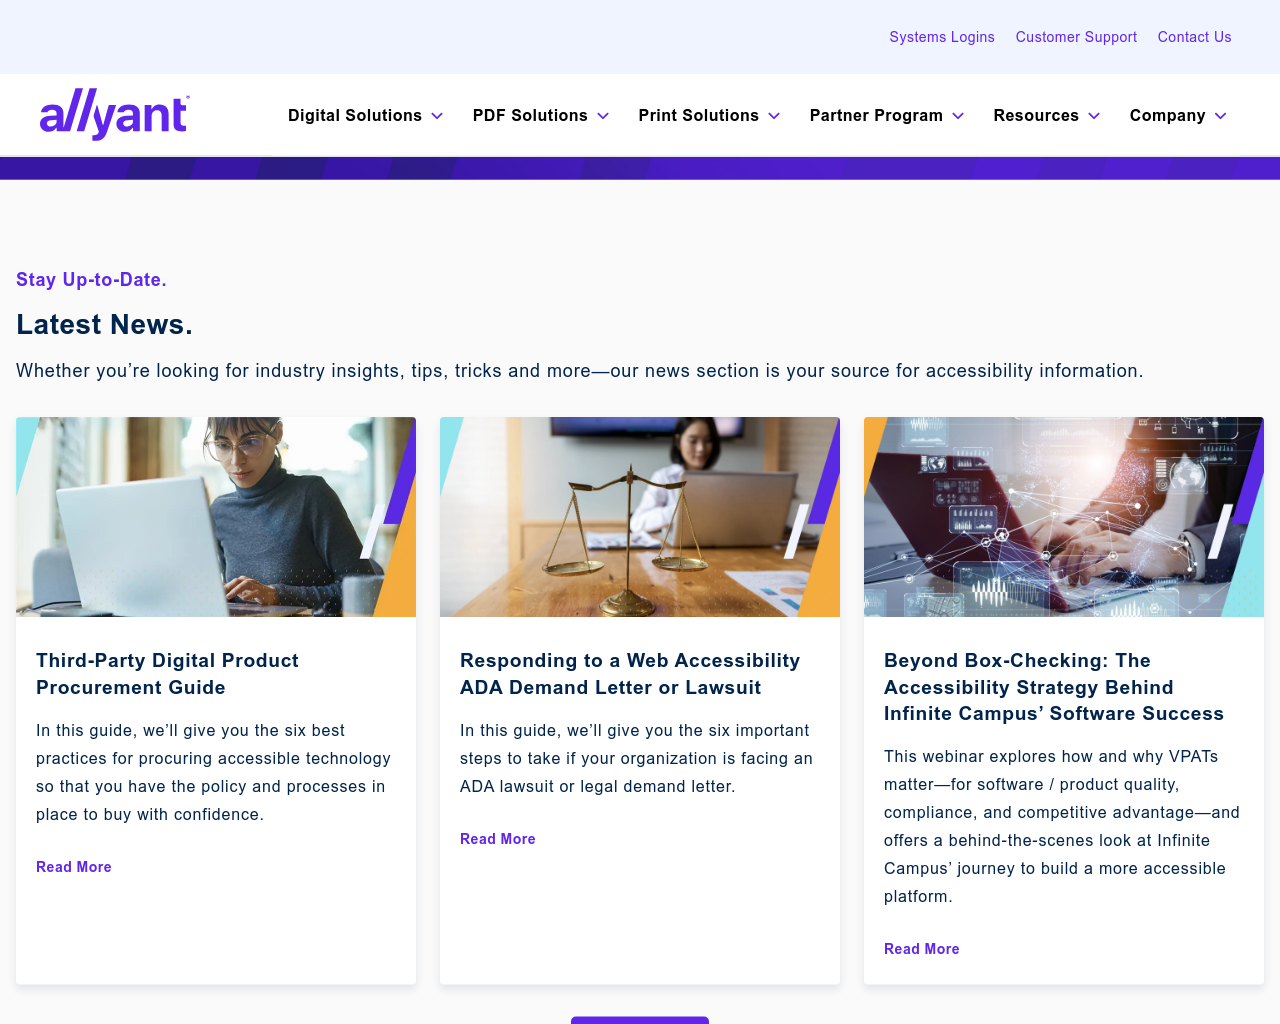 Systems Logins Customer Support Contact Us
allyant
Digital Solutions PDF Solutions Print Solutions Partner Program Resources Company
Stay Up-to-Date.
Latest News.
Whether you’re looking for industry insights, tips, tricks and more—our news section is your source for accessibility information.
Third-Party Digital Product
Procurement Guide
In this guide, we’ll give you the six best
practices for procuring accessible technology
so that you have the policy and processes in
place to buy with confidence.
Read More
Responding to a Web Accessibility
ADA Demand Letter or Lawsuit
In this guide, we’ll give you the six important
steps to take if your organization is facing an
ADA lawsuit or legal demand letter.
Read More
Beyond Box-Checking: The
Accessibility Strategy Behind
Infinite Campus’ Software Success
This webinar explores how and why VPATs
matter—for software / product quality,
compliance, and competitive advantage—and
offers a behind-the-scenes look at Infinite
Campus’ journey to build a more accessible
platform.
Read More